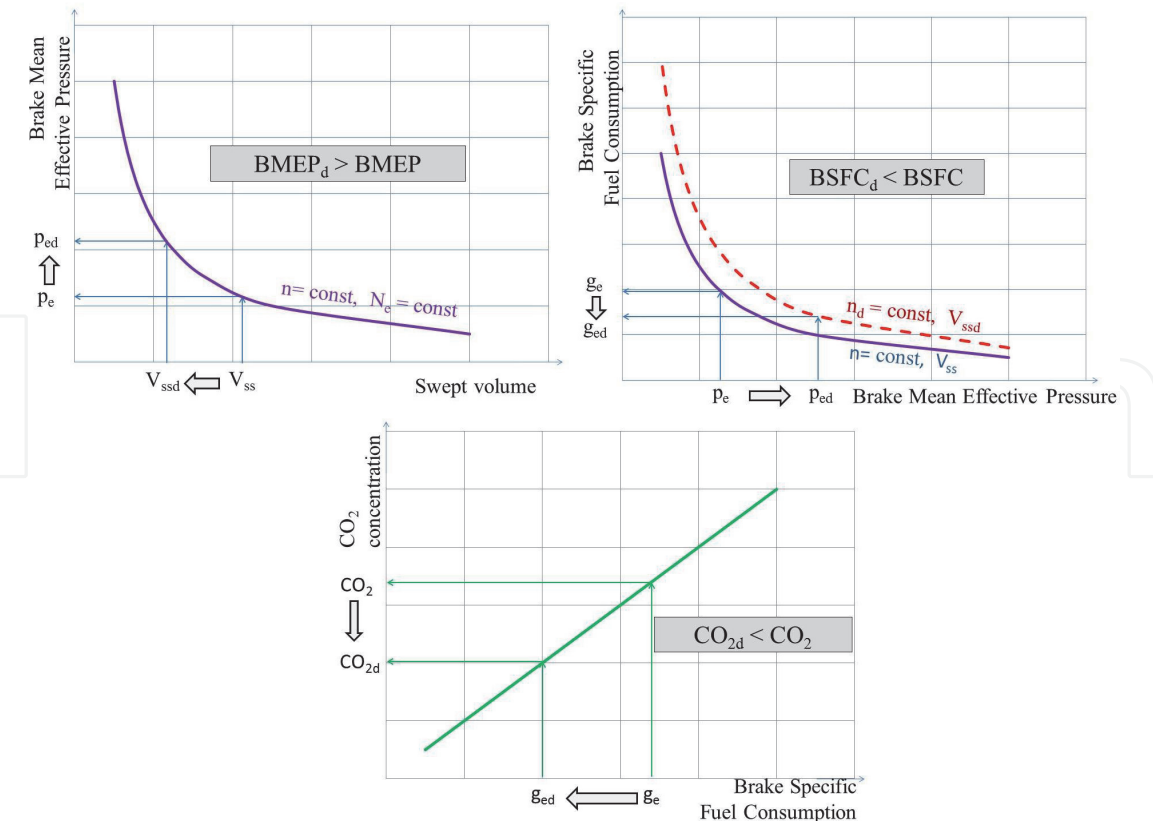 Brake Mean
Effective Pressure
BMEPd > BMEP
ped
pe
n= const, Ne = const
Vssd
Vss
Swept volume
Brake Specific
Fuel Consumption
BSFCd < BSFC
ge
ged
nd = const, Vssd
n= const, Vss
pe
ped
Brake Mean Effective Pressure
CO2
concentration
CO2
CO2d
CO2d < CO2
ged
ge
Brake Specific
Fuel Consumption